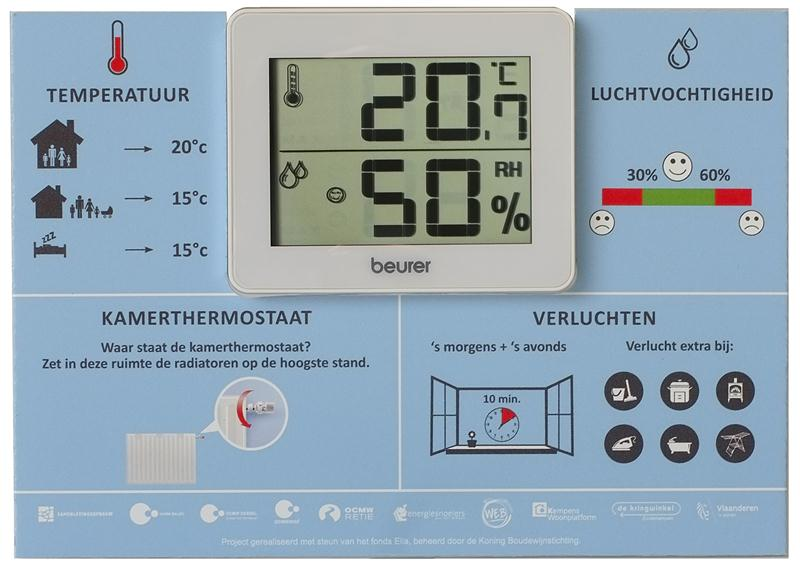 TEMPERATUUR
20°c
15°c
zzz
15°c
°C
20.7
RH
50%
beurer
LUCHTVOCHTIGHEID
30% 60%
KAMERTHERMOSTAAT
Waar staat de kamerthermostaat?
Zet in deze ruimte de radiatoren op de hoogste stand.
VERLUCHTEN
‘s morgens + ‘s avonds
10 min.
Verlucht extra bij:
SAMENLEVINGSOPBOUW
OCMW
RETIE
energiesnoeiers
WEB
Kempens
Woonplatform
de kringwinkel
Vlaanderen
Project gerealiseerd met steun van het fonds Elia, beheerd door de Koning Boudewijnstichting.